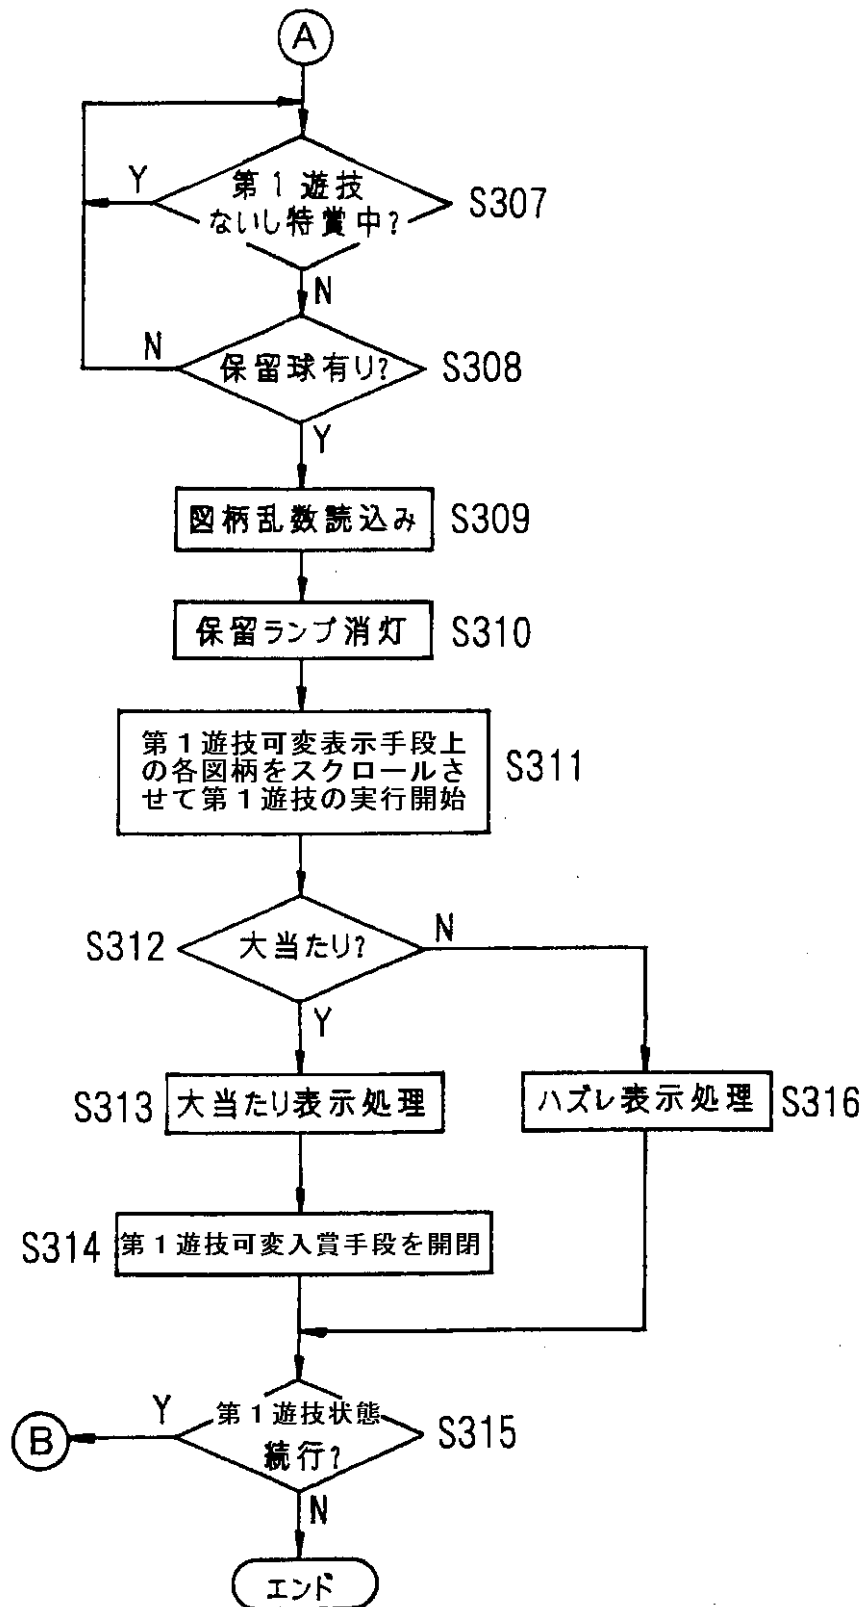 A
Y
第1遊技
ないし特賞中?
S307
N
N
保留球有り?
S308
Y
図柄乱数読込み
S309
保留ランプ消灯
S310
第1遊技可変表示手段上
の各図柄をスクロールさ
せて第1遊技の実行開始
S311
S312
大当たり?
N
Y
S313
大当たり表示処理
ハズレ表示処理
S316
S314
第1遊技可変入賞手段を開閉
Y
第1遊技状態
続行?
S315
B
N
エンド